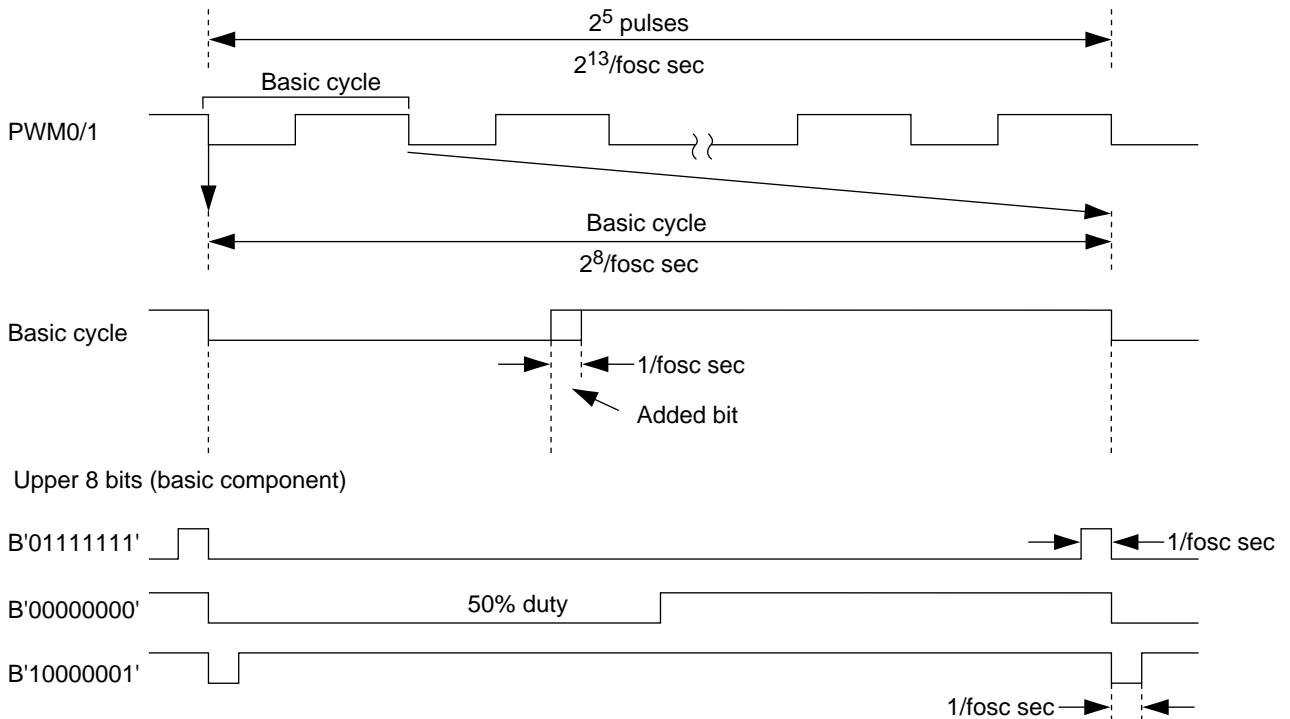 2⁵ pulses
2¹³/fosc sec
Basic cycle
PWM0/1
Basic cycle
2⁸/fosc sec
Basic cycle
1/fosc sec
Added bit
Upper 8 bits (basic component)
B'01111111'
1/fosc sec
B'00000000'
50% duty
B'10000001'
1/fosc sec